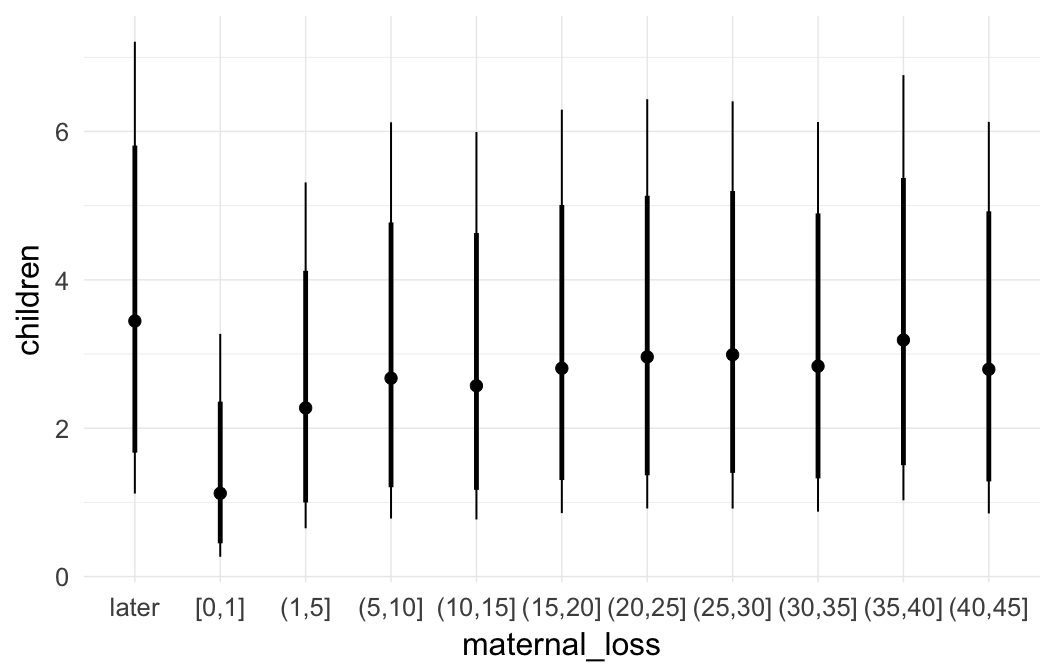 children
6
4
2
0
later [0,1] (1,5] (5,10] (10,15] (15,20] (20,25] (25,30] (30,35] (35,40] (40,45]
maternal_loss